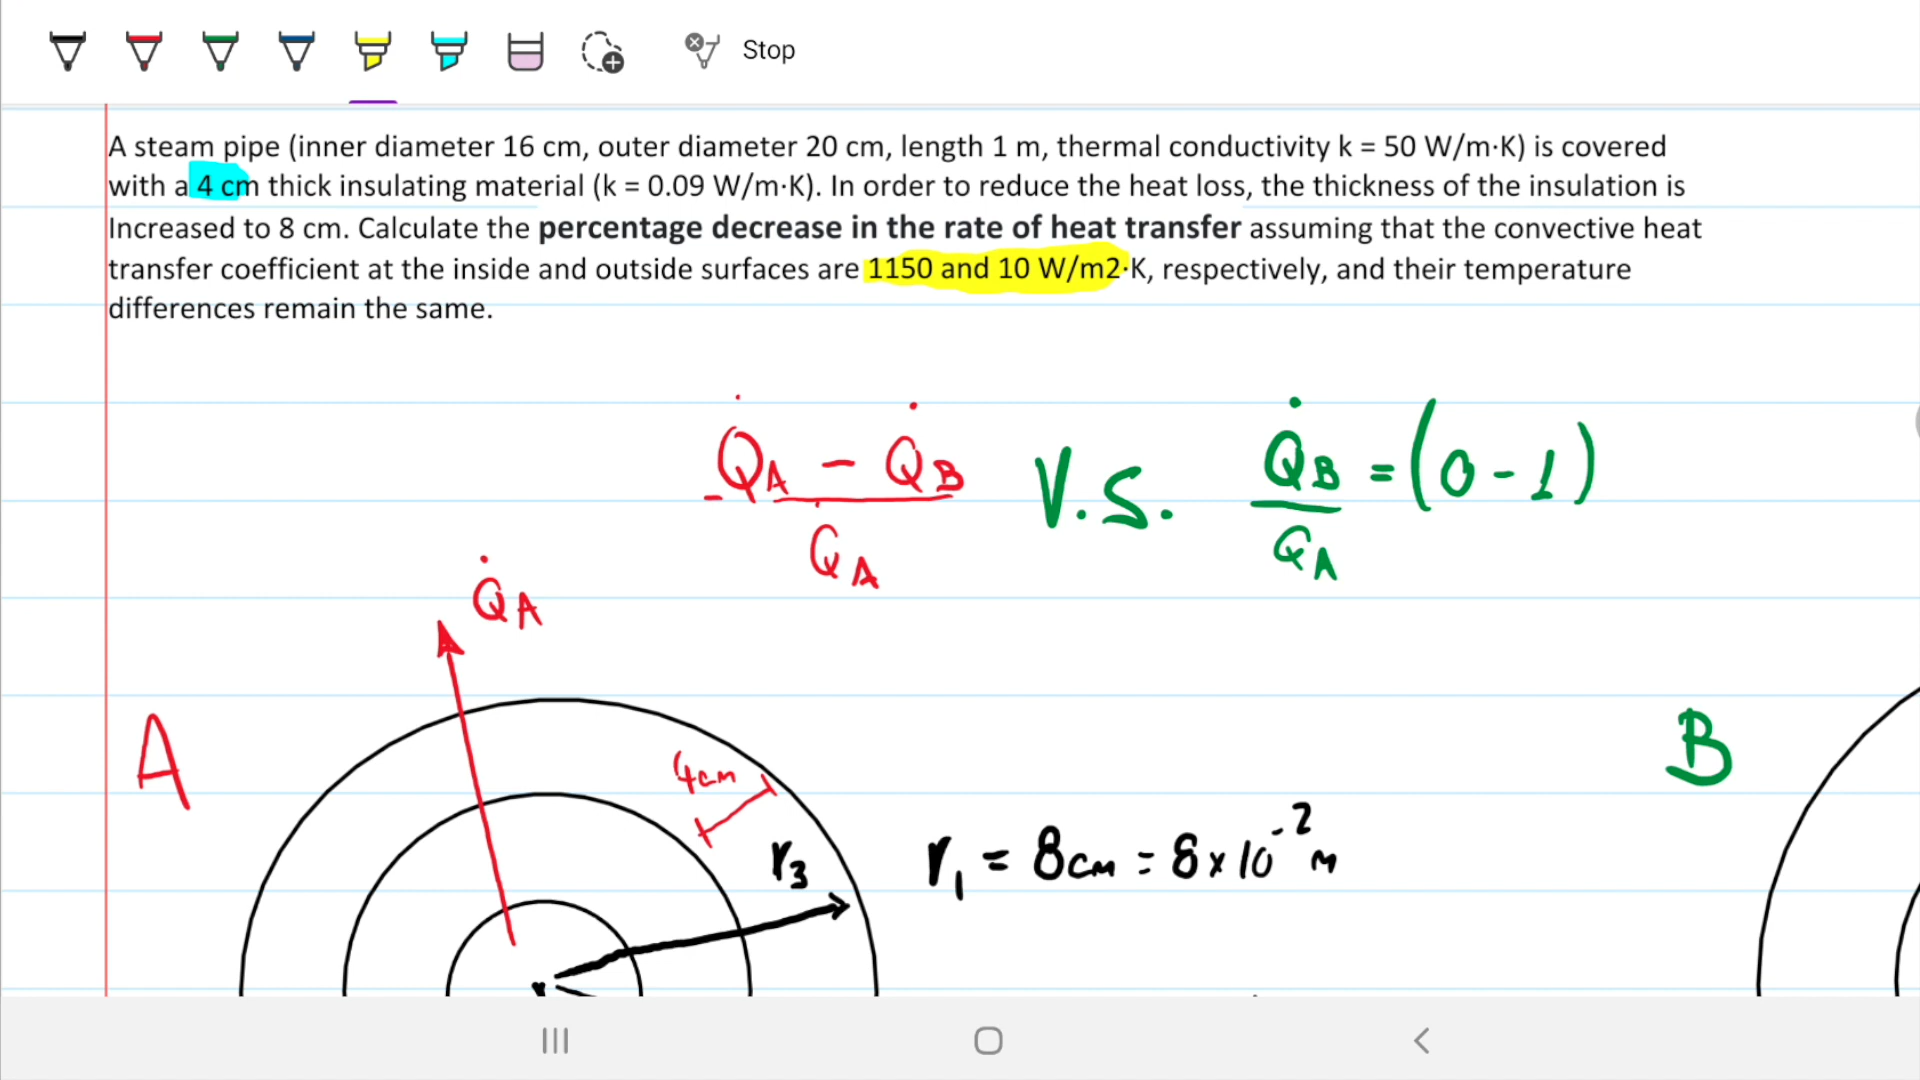 Stop
A steam pipe (inner diameter 16 cm, outer diameter 20 cm, length 1 m, thermal conductivity k = 50 W/m·K) is covered
with a 4 cm thick insulating material (k = 0.09 W/m·K). In order to reduce the heat loss, the thickness of the insulation is
Increased to 8 cm. Calculate the percentage decrease in the rate of heat transfer assuming that the convective heat
transfer coefficient at the inside and outside surfaces are 1150 and 10 W/m2·K, respectively, and their temperature
differences remain the same.
Q̇A - Q̇B V.S. Q̇B = (0 - 1)
Q̇A QA
Q̇A
A
B
4cm
r₃
r₁ = 8cm = 8x10⁻² m